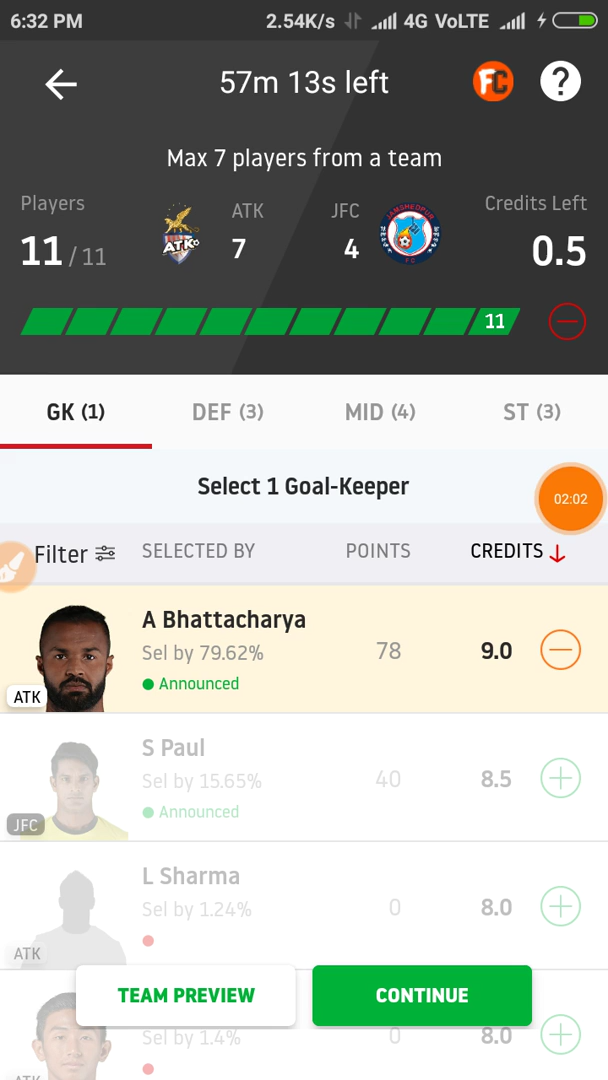 6:32 PM 2.54K/s 4G VoLTE
57m 13s left FC ?
Max 7 players from a team
Players ATK JFC Credits Left
11 / 11 ATK 7 4 JAMSHEDPUR FC 0.5
11
GK (1) DEF (3) MID (4) ST (3)
Select 1 Goal-Keeper
02:02
Filter SELECTED BY POINTS CREDITS
A Bhattacharya
Sel by 79.62% 78 9.0
Announced
ATK
S Paul
Sel by 15.65% 40 8.5
Announced
JFC
L Sharma
Sel by 1.24% 0 8.0
ATK
TEAM PREVIEW CONTINUE
Sel by 1.4% 0 8.0
ATK